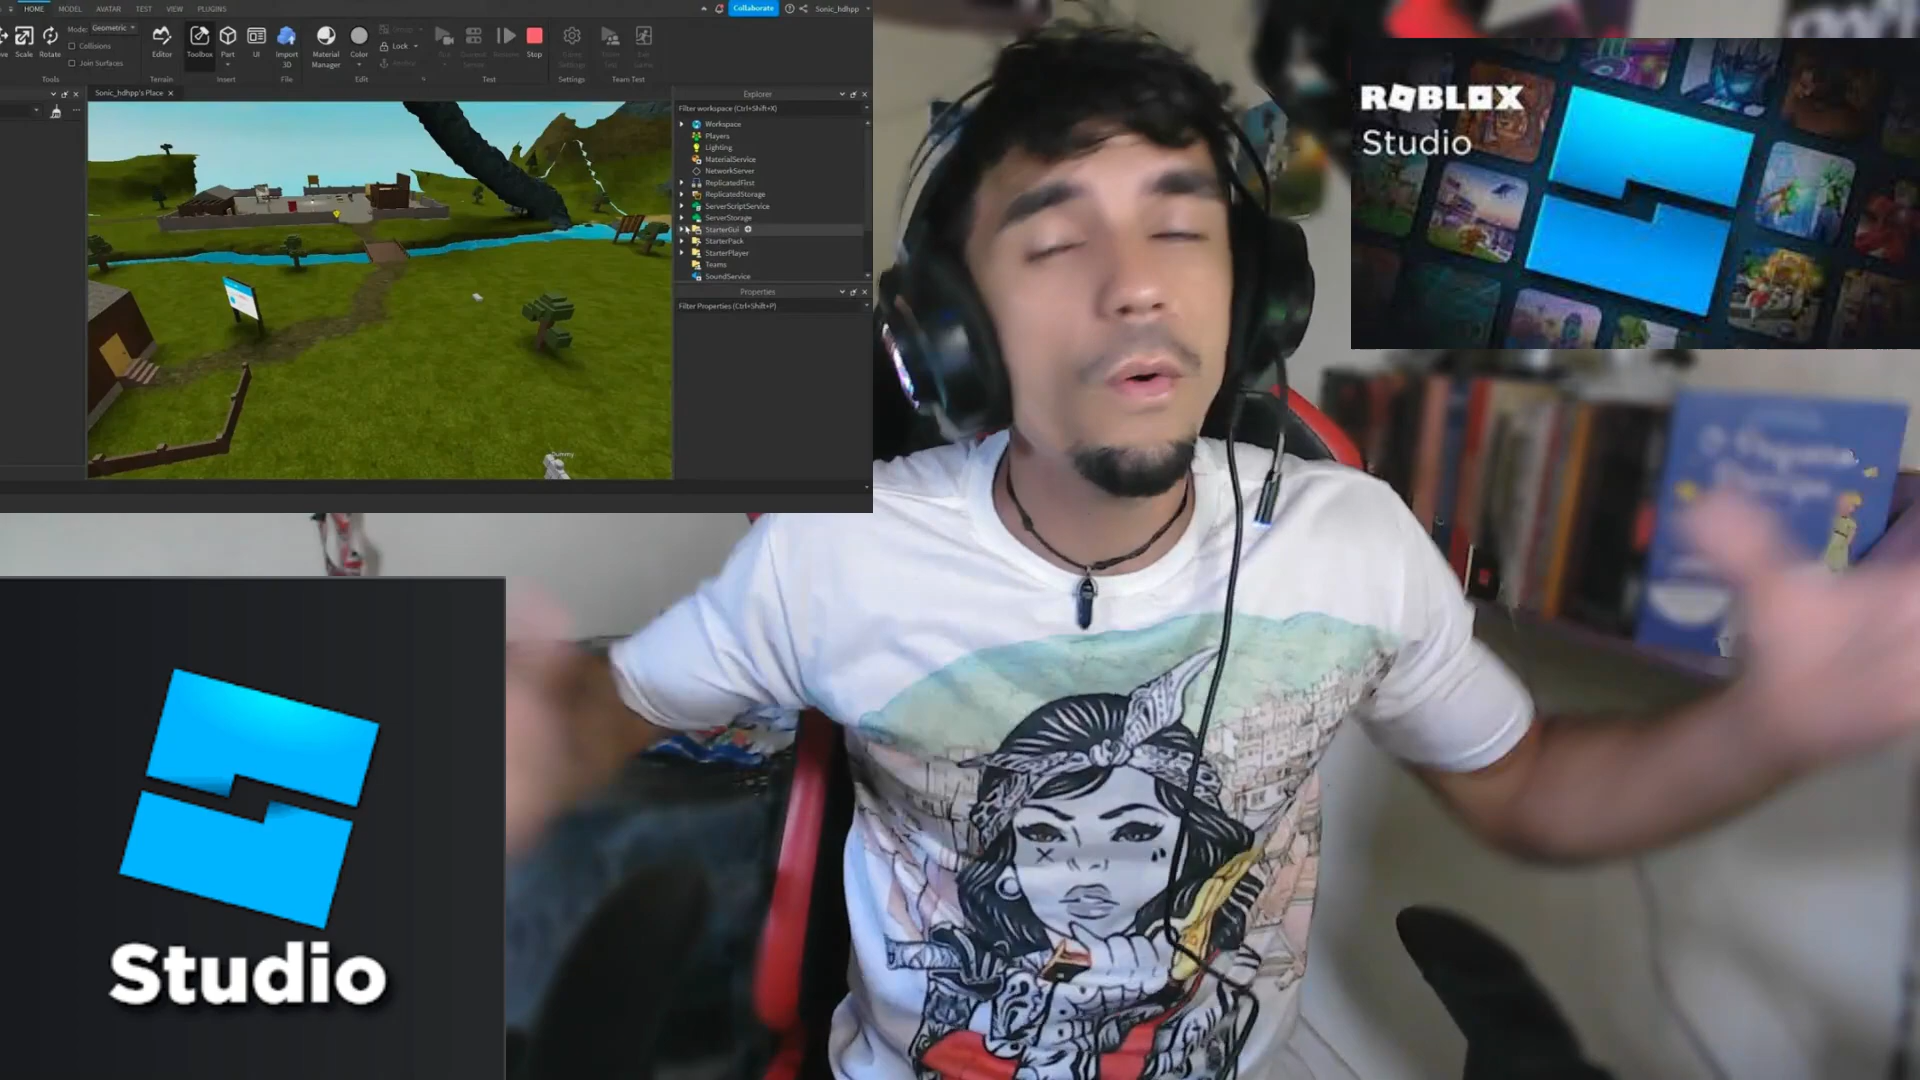 HOME MODEL AVATAR TEST VIEW PLUGINS
Collaborate
Sonic_hdhpp
Scale Rotate
Mode: Geometric
Collisions
Join Surfaces
Tools
Editor
Terrain
Toolbox Part UI
Insert
Import 3D
File
Material Manager
Color
Lock
Edit
Stop
Test
Settings
Team Test
Sonic_hdhpp's Place
Explorer
Filter workspace (Ctrl+Shift+X)
Workspace
Players
Lighting
MaterialService
NetworkServer
ReplicatedFirst
ReplicatedStorage
ServerScriptService
ServerStorage
StarterGui
StarterPack
StarterPlayer
Teams
SoundService
Properties
Filter Properties (Ctrl+Shift+P)
Dummy
ROBLOX
Studio
O Pequeno
Príncipe
Studio